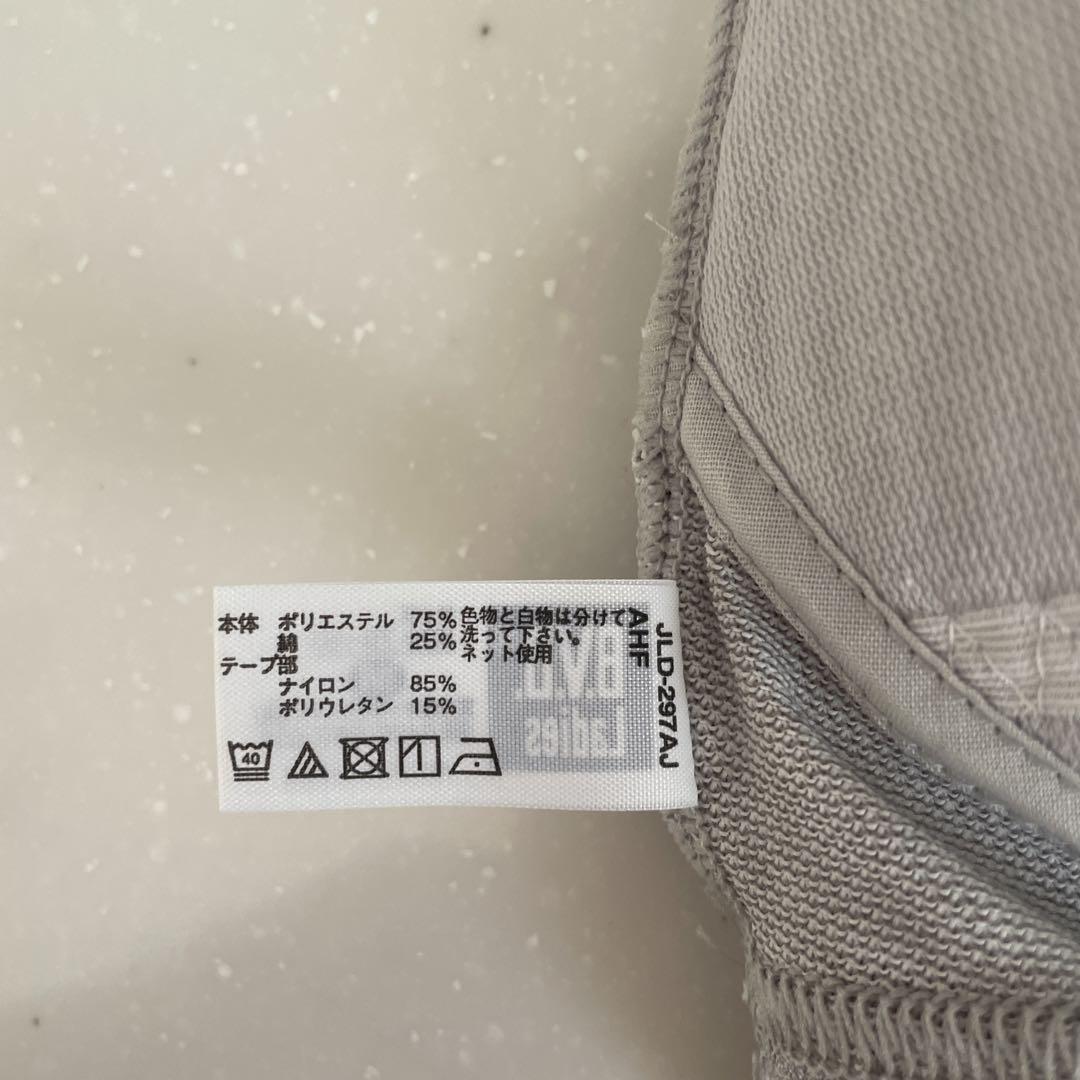 本体 ポリエステル 75%
綿 25%
テープ部
ナイロン 85%
ポリウレタン 15%
色物と白物は分けて
洗って下さい。
ネット使用
40
AHF
JLD-297AJ
B.V.D.
Ladies